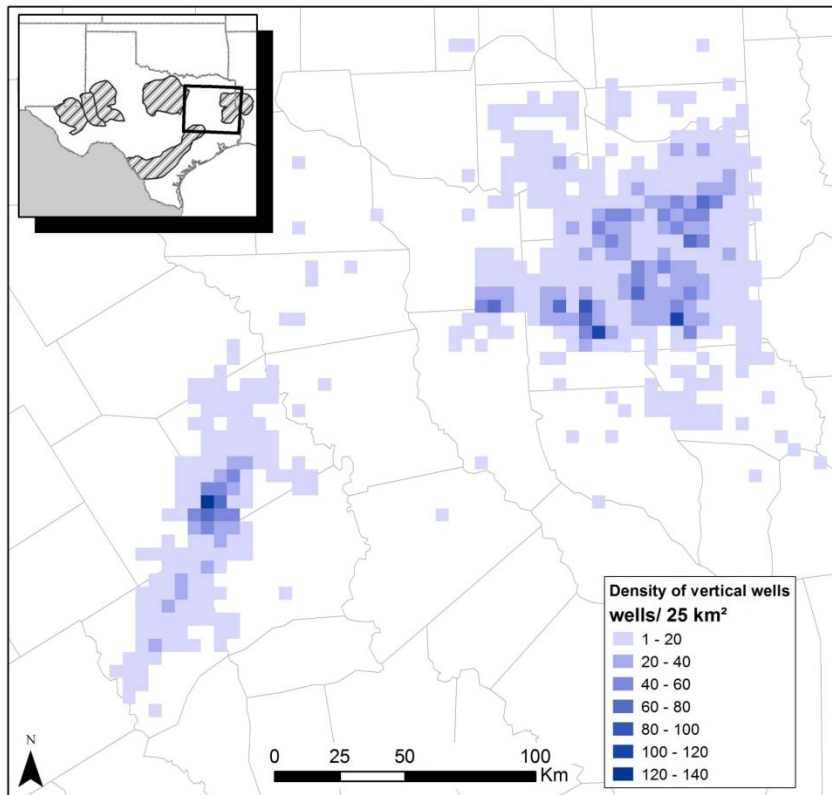 Density of vertical wells
wells/ 25 km²
1 - 20
20 - 40
40 - 60
60 - 80
80 - 100
100 - 120
120 - 140
N
0 25 50 100
Km